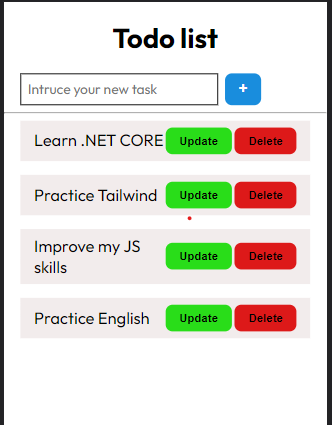 Todo list
Intruce your new task
+
Learn .NET CORE Update Delete
Practice Tailwind Update Delete
Improve my JS
skills
Update Delete
Practice English Update Delete